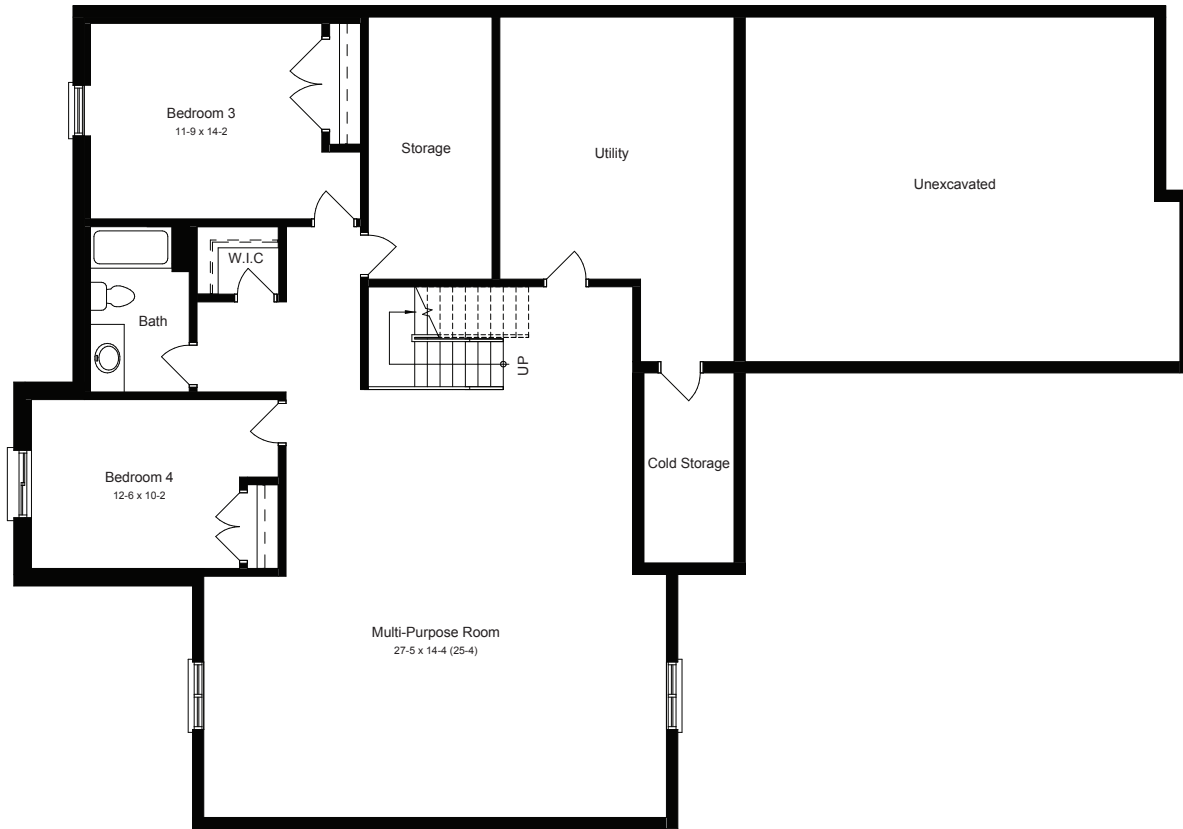 Bedroom 3
11-9 x 14-2
Storage
Utility
Unexcavated
W.I.C
Bath
UP
Bedroom 4
12-6 x 10-2
Cold Storage
Multi-Purpose Room
27-5 x 14-4 (25-4)